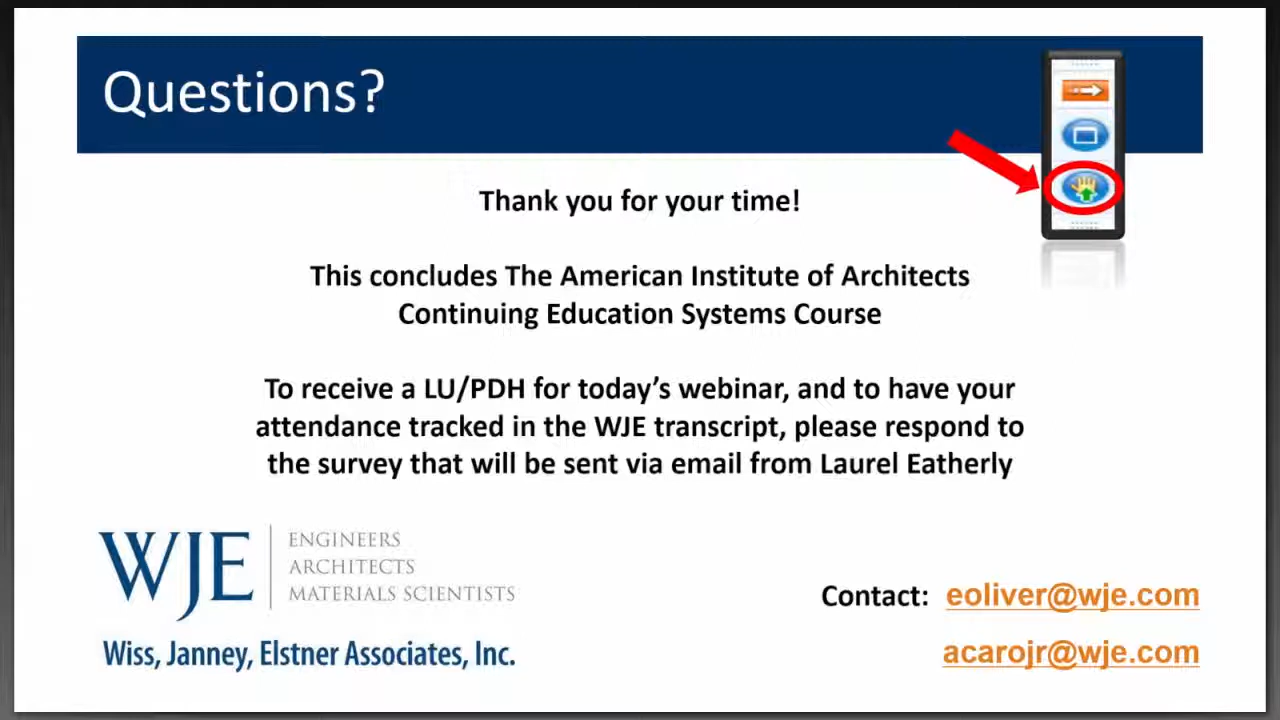 Questions?
Thank you for your time!
This concludes The American Institute of Architects
Continuing Education Systems Course
To receive a LU/PDH for today’s webinar, and to have your
attendance tracked in the WJE transcript, please respond to
the survey that will be sent via email from Laurel Eatherly
WJE
ENGINEERS
ARCHITECTS
MATERIALS SCIENTISTS
Wiss, Janney, Elstner Associates, Inc.
Contact: eoliver@wje.com
acarojr@wje.com